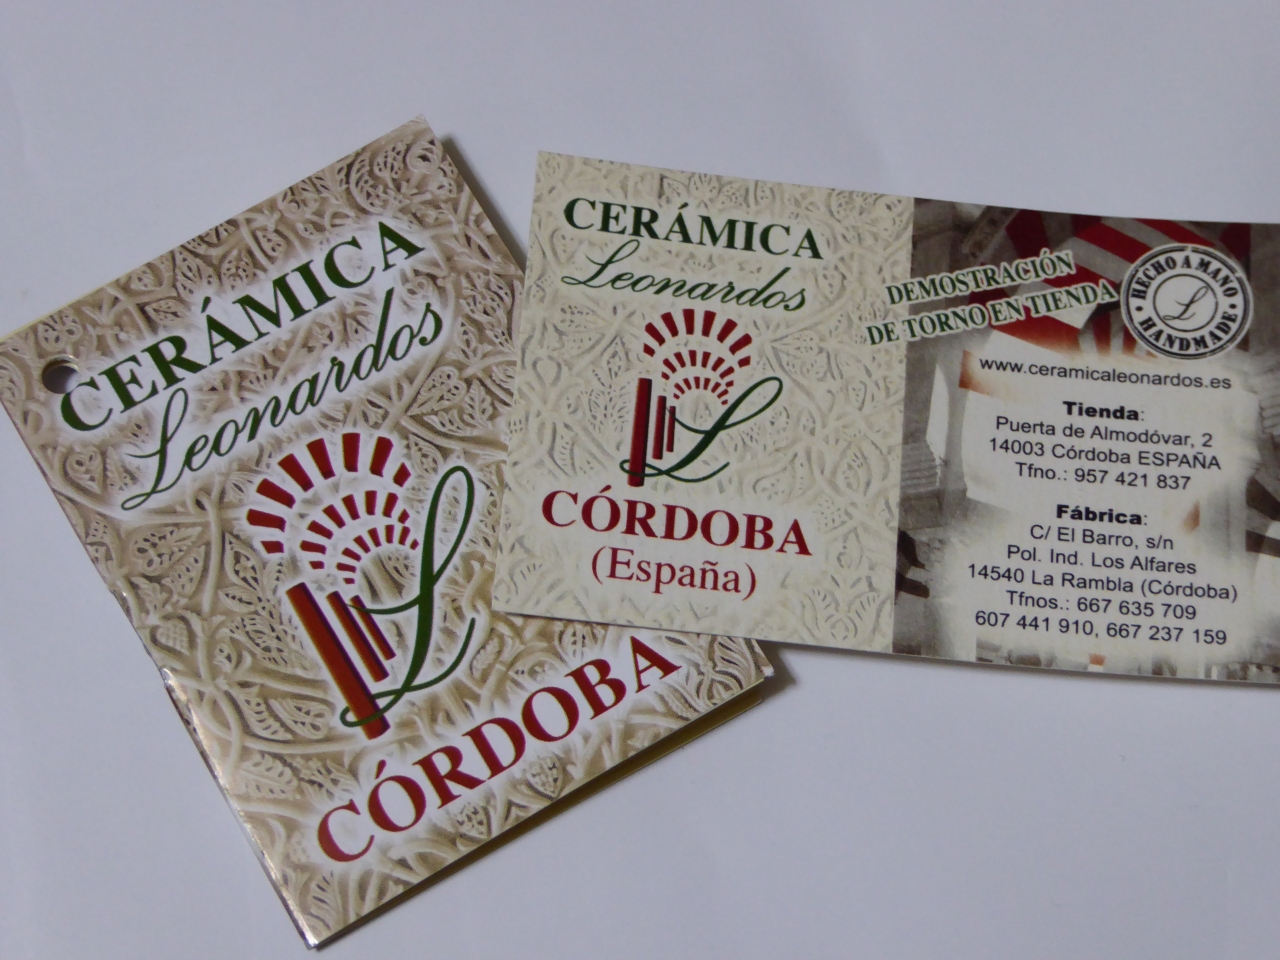 CERÁMICA
Leonardos
CÓRDOBA
CERÁMICA
Leonardos
CÓRDOBA
(España)
DEMOSTRACIÓN
DE TORNO EN TIENDA
HECHO A MANO
L
HANDMADE
www.ceramicaleonardos.es
Tienda:
Puerta de Almodóvar, 2
14003 Córdoba ESPAÑA
Tfno.: 957 421 837
Fábrica:
C/ El Barro, s/n
Pol. Ind. Los Alfares
14540 La Rambla (Córdoba)
Tfnos.: 667 635 709
607 441 910, 667 237 159